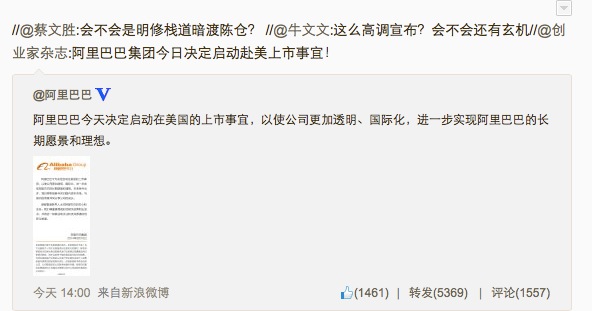 //@蔡文胜:会不会是明修栈道暗渡陈仓？ //@牛文文:这么高调宣布？会不会还有玄机//@创
业家杂志:阿里巴巴集团今日决定启动赴美上市事宜！
@阿里巴巴 V
阿里巴巴今天决定启动在美国的上市事宜，以使公司更加透明、国际化，进一步实现阿里巴巴的长
期愿景和理想。
Alibaba Group
今天 14:00 来自新浪微博
(1461) | 转发(5369) | 评论(1557)